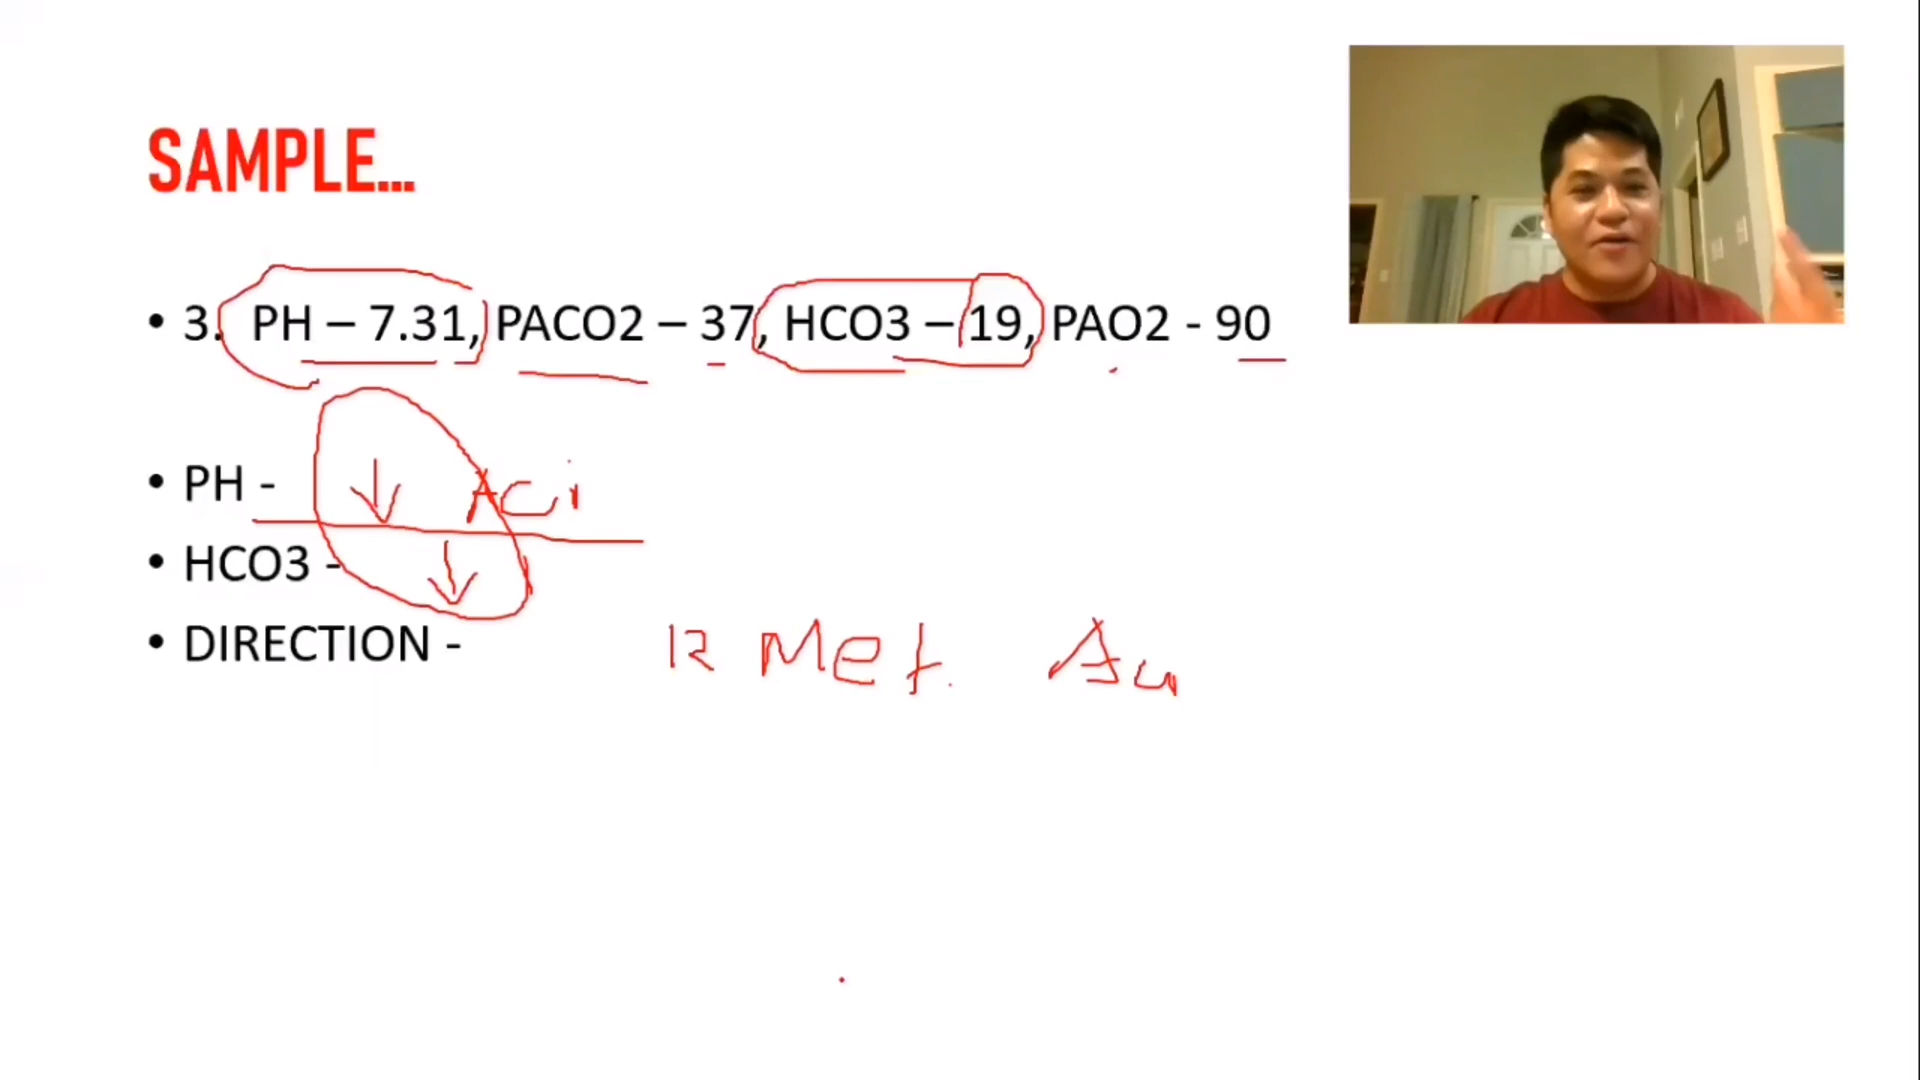 SAMPLE...
• 3. PH – 7.31, PACO2 – 37, HCO3 – 19, PAO2 - 90
• PH - ↓ ACi
• HCO3 - ↓
• DIRECTION - Met.